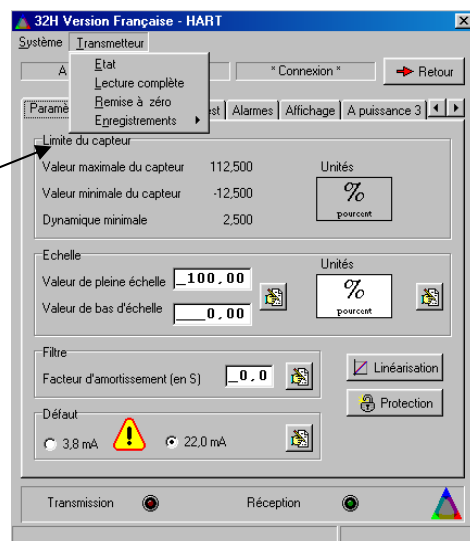 32H Version Française - HART
Système Transmetteur
A * Connexion * Retour
Etat
Lecture complète
Remise à zéro
Enregistrements
Paramè est Alarmes Affichage A puissance 3
Limite du capteur
Valeur maximale du capteur 112,500 Unités
Valeur minimale du capteur -12,500 %
pourcent
Dynamique minimale 2,500
Echelle
Unités
Valeur de pleine échelle _100,00 %
pourcent
Valeur de bas d'échelle ___0,00
Filtre
Facteur d'amortissement (en S) _0,0
Linéarisation
Protection
Défaut
3,8 mA 22,0 mA
Transmission Réception